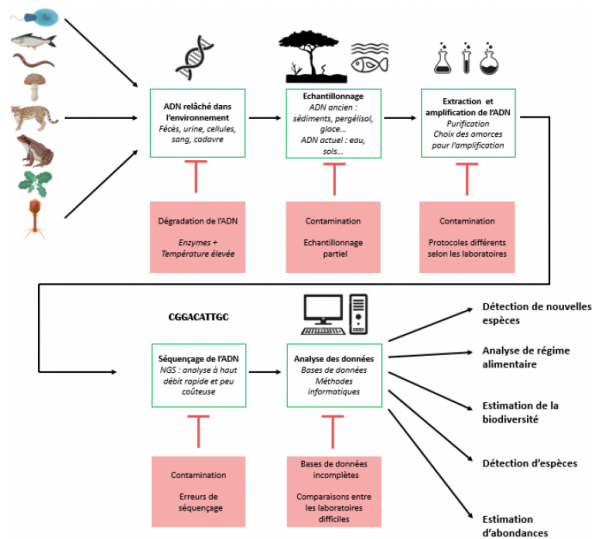 ADN relâché dans
l'environnement
Fécès, urine, cellules,
sang, cadavre
Echantillonnage
ADN ancien :
sédiments, pergélisol,
glace...
ADN actuel : eau,
sols...
Extraction et
amplification de l'ADN
Purification
Choix des amorces
pour l'amplification
Dégradation de l'ADN
Enzymes +
Température élevée
Contamination
Echantillonnage
partiel
Contamination
Protocoles différents
selon les laboratoires
CGGACATTGC
Séquençage de l'ADN
NGS : analyse à haut
débit rapide et peu
coûteuse
Analyse des données
Bases de données
Méthodes
informatiques
Détection de nouvelles
espèces
Analyse de régime
alimentaire
Estimation de la
biodiversité
Détection d'espèces
Estimation
d'abondances
Contamination
Erreurs de
séquençage
Bases de données
incomplètes
Comparaisons entre
les laboratoires
difficiles